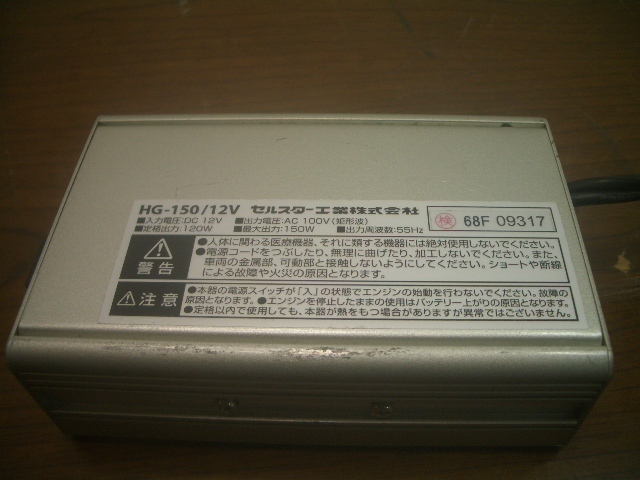 HG-150/12V セルスター工業株式会社
■入力電圧:DC 12V ■出力電圧:AC 100V(矩形波)
■定格出力:120W ■最大出力:150W ■出力周波数:55Hz
検 68F 09317
警告
●人体に関わる医療機器、それに類する機器には絶対使用しないでください。
●電源コードをつぶしたり、無理に曲げたり、加工しないでください。また、
車両の金属部、可動部と接触しないようにしてください。ショートや断線
による故障や火災の原因となります。
注意
●本器の電源スイッチが「入」の状態でエンジンの始動を行わないでください。故障の
原因となります。●エンジンを停止したままの使用はバッテリー上がりの原因となります。
●定格以内で使用しても、本器が熱をもつ場合がありますが異常ではございません。